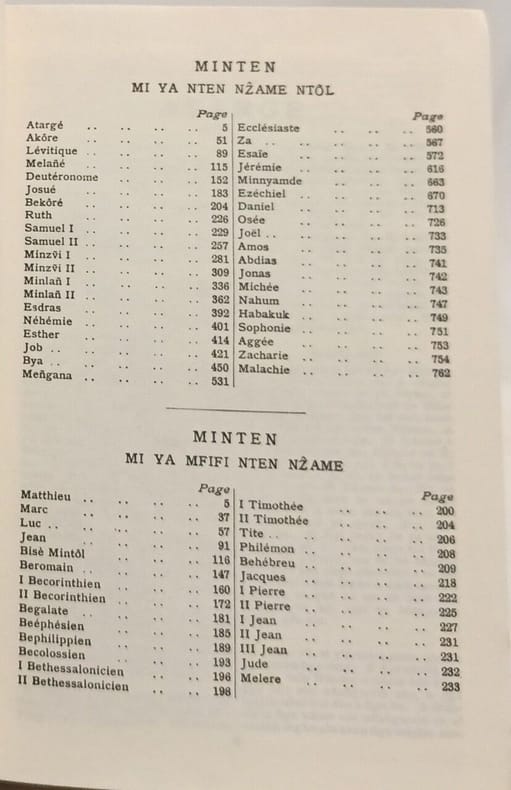 MINTEN
MI YA NTEN NẐAME NTÔL
Page
Atargé .. .. .. .. 5
Akôre .. .. .. .. 51
Lévitique .. .. .. .. 89
Melañé .. .. .. .. 115
Deutéronome .. .. .. 152
Josué .. .. .. .. 183
Bekôré .. .. .. .. 204
Ruth .. .. .. .. 226
Samuel I .. .. .. .. 229
Samuel II .. .. .. .. 257
Minzv̂i I .. .. .. .. 281
Minzv̂i II .. .. .. .. 309
Minlañ I .. .. .. .. 336
Minlañ II .. .. .. .. 362
Esdras .. .. .. .. 392
Néhémie .. .. .. .. 401
Esther .. .. .. .. 414
Job .. .. .. .. 421
Bya .. .. .. .. 450
Meñgana .. .. .. .. 531
Page
Ecclésiaste .. .. .. 560
Za .. .. .. .. 567
Esaïe .. .. .. .. 572
Jérémie .. .. .. .. 616
Minnyamde .. .. .. 663
Ezéchiel .. .. .. .. 670
Daniel .. .. .. .. 713
Osée .. .. .. .. 726
Joël .. .. .. .. 733
Amos .. .. .. .. 735
Abdias .. .. .. .. 741
Jonas .. .. .. .. 742
Michée .. .. .. .. 743
Nahum .. .. .. .. 747
Habakuk .. .. .. .. 749
Sophonie .. .. .. .. 751
Aggée .. .. .. .. 753
Zacharie .. .. .. .. 754
Malachie .. .. .. .. 762
MINTEN
MI YA MFIFI NTEN NẐAME
Page
Matthieu .. .. .. .. 5
Marc .. .. .. .. 37
Luc .. .. .. .. 57
Jean .. .. .. .. 91
Bisè Mintôl .. .. .. 116
Beromain .. .. .. .. 147
I Becorinthien .. .. .. 160
II Becorinthien .. .. .. 172
Begalate .. .. .. .. 181
Beéphésien .. .. .. 185
Bephilippien .. .. .. 189
Becolossien .. .. .. 193
I Bethessalonicien .. .. 196
II Bethessalonicien .. .. 198
Page
I Timothée .. .. .. 200
II Timothée .. .. .. 204
Tite .. .. .. .. 206
Philémon .. .. .. .. 208
Behébreu .. .. .. .. 209
Jacques .. .. .. .. 218
I Pierre .. .. .. .. 222
II Pierre .. .. .. .. 225
I Jean .. .. .. .. 227
II Jean .. .. .. .. 231
III Jean .. .. .. .. 231
Jude .. .. .. .. 232
Melere .. .. .. .. 233